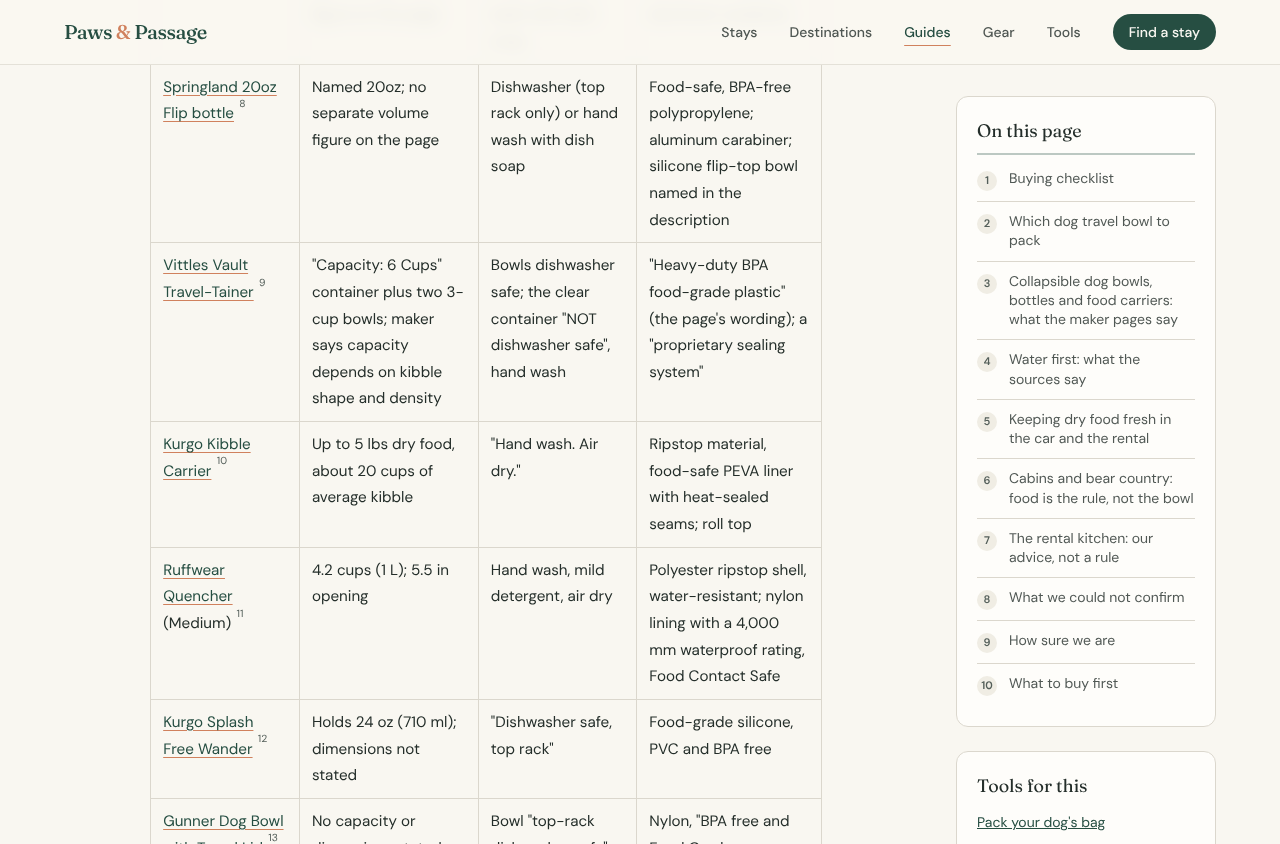 Paws & Passage
Stays
Destinations
Guides
Gear
Tools
Find a stay
Springland 20oz
Flip bottle 8
Named 20oz; no
separate volume
figure on the page
Dishwasher (top
rack only) or hand
wash with dish
soap
Food-safe, BPA-free
polypropylene;
aluminum carabiner;
silicone flip-top bowl
named in the
description
Vittles Vault
Travel-Tainer 9
"Capacity: 6 Cups"
container plus two 3-
cup bowls; maker
says capacity
depends on kibble
shape and density
Bowls dishwasher
safe; the clear
container "NOT
dishwasher safe",
hand wash
"Heavy-duty BPA
food-grade plastic"
(the page's wording); a
"proprietary sealing
system"
Kurgo Kibble
Carrier 10
Up to 5 lbs dry food,
about 20 cups of
average kibble
"Hand wash. Air
dry."
Ripstop material,
food-safe PEVA liner
with heat-sealed
seams; roll top
Ruffwear
Quencher
(Medium) 11
4.2 cups (1 L); 5.5 in
opening
Hand wash, mild
detergent, air dry
Polyester ripstop shell,
water-resistant; nylon
lining with a 4,000
mm waterproof rating,
Food Contact Safe
Kurgo Splash
Free Wander 12
Holds 24 oz (710 ml);
dimensions not
stated
"Dishwasher safe,
top rack"
Food-grade silicone,
PVC and BPA free
Gunner Dog Bowl
13
No capacity or
Bowl "top-rack
Nylon, "BPA free and
On this page
1 Buying checklist
2 Which dog travel bowl to
pack
3 Collapsible dog bowls,
bottles and food carriers:
what the maker pages say
4 Water first: what the
sources say
5 Keeping dry food fresh in
the car and the rental
6 Cabins and bear country:
food is the rule, not the bowl
7 The rental kitchen: our
advice, not a rule
8 What we could not confirm
9 How sure we are
10 What to buy first
Tools for this
Pack your dog's bag